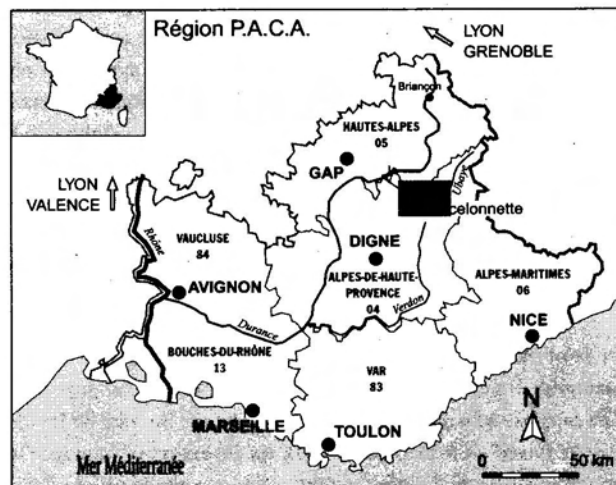 Région P.A.C.A.
LYON
GRENOBLE
Briançon
HAUTES-ALPES
05
GAP
Ubaye
LYON
VALENCE
celonnette
Rhône
VAUCLUSE
84
DIGNE
ALPES-DE-HAUTE-
PROVENCE
04
ALPES-MARITIMES
06
AVIGNON
Verdon
NICE
Durance
BOUCHES-DU-RHÔNE
13
VAR
83
N
MARSEILLE
TOULON
Mer Méditerranée
0 50 km